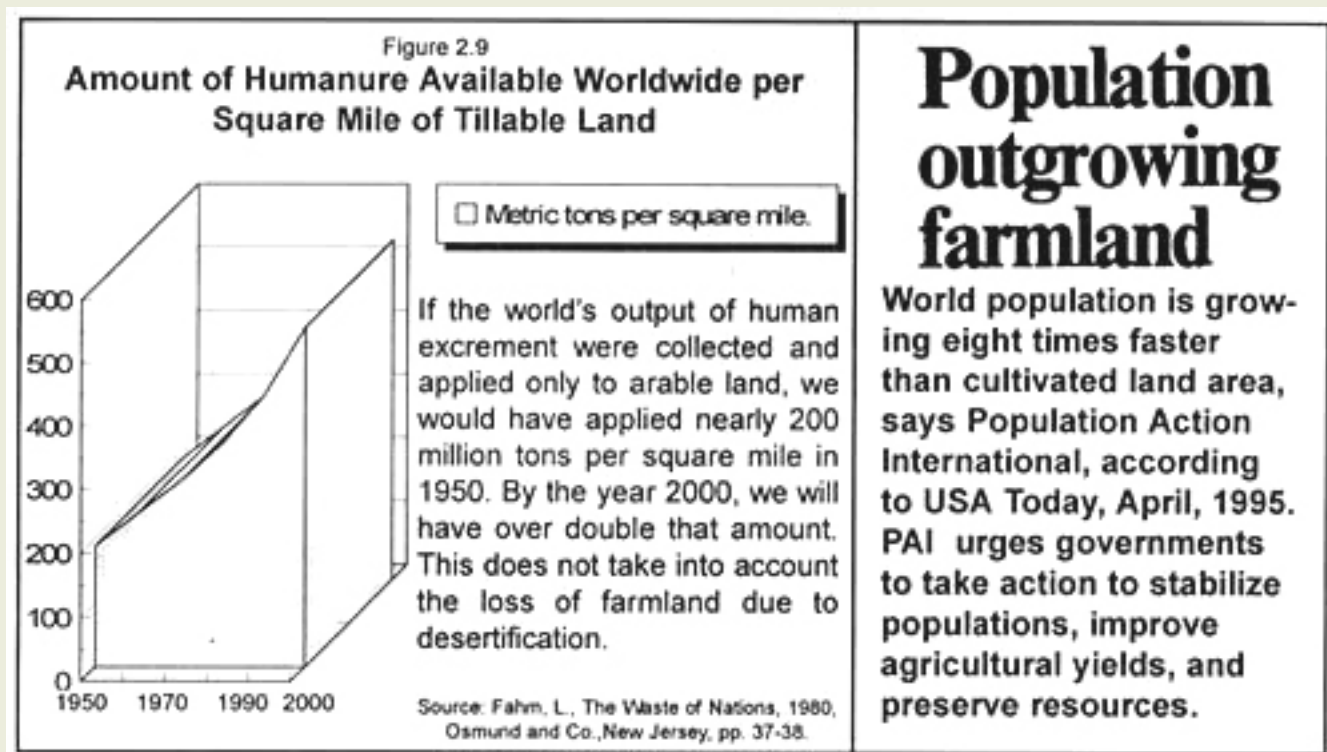 Figure 2.9
Amount of Humanure Available Worldwide per
Square Mile of Tillable Land
Metric tons per square mile.
600
500
400
300
200
100
0
1950
1970
1990
2000
If the world's output of human
excrement were collected and
applied only to arable land, we
would have applied nearly 200
million tons per square mile in
1950. By the year 2000, we will
have over double that amount.
This does not take into account
the loss of farmland due to
desertification.
Source: Fahm, L., The Waste of Nations, 1980,
Osmund and Co.,New Jersey, pp. 37-38.
Population
outgrowing
farmland
World population is grow-
ing eight times faster
than cultivated land area,
says Population Action
International, according
to USA Today, April, 1995.
PAI urges governments
to take action to stabilize
populations, improve
agricultural yields, and
preserve resources.